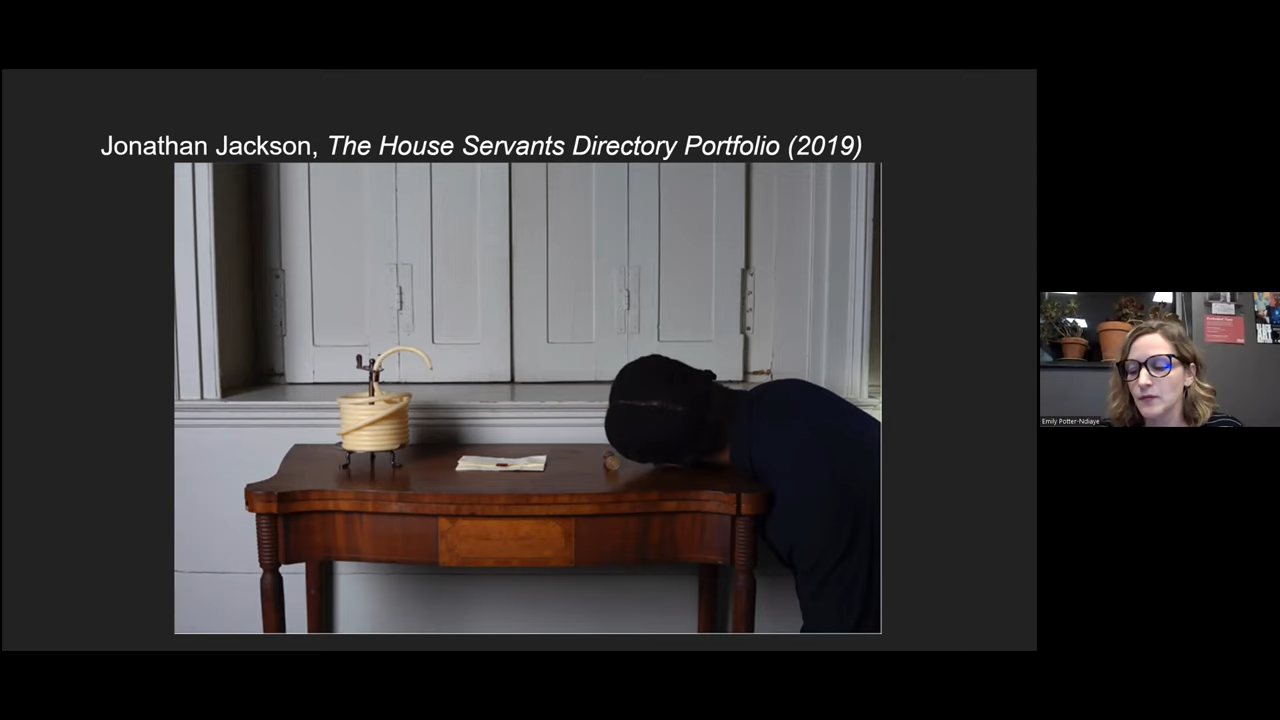 Jonathan Jackson, The House Servants Directory Portfolio (2019)
Emily Potter-Ndiaye